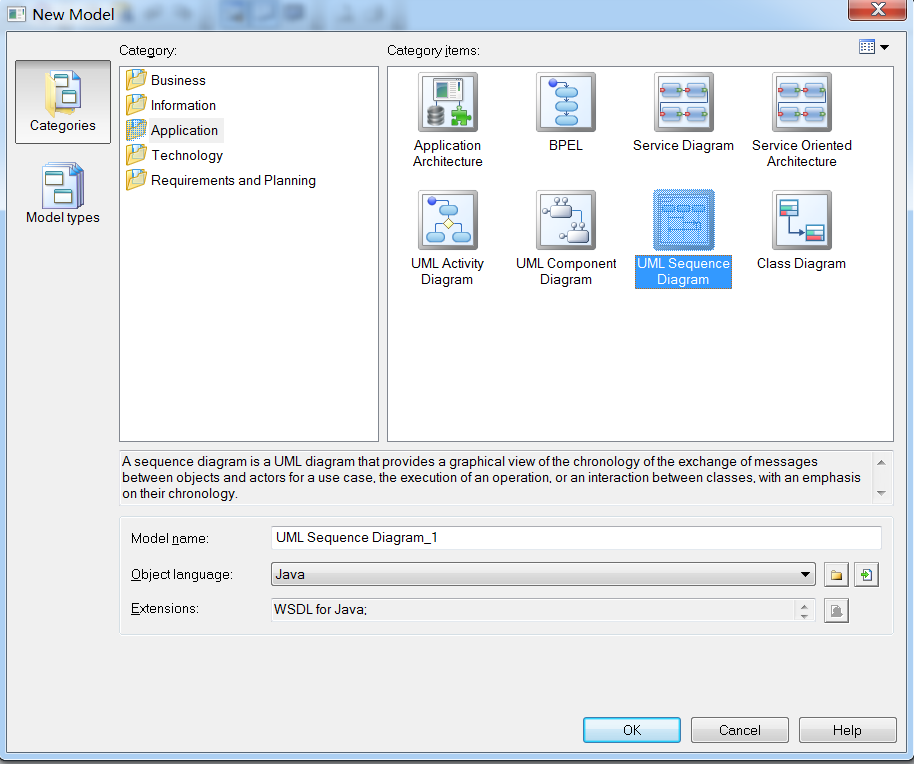 New Model
Category:
Category items:
Categories
Model types
Business
Information
Application
Technology
Requirements and Planning
Application
Architecture
BPEL
Service Diagram
Service Oriented
Architecture
UML Activity
Diagram
UML Component
Diagram
UML Sequence
Diagram
Class Diagram
A sequence diagram is a UML diagram that provides a graphical view of the chronology of the exchange of messages
between objects and actors for a use case, the execution of an operation, or an interaction between classes, with an emphasis
on their chronology.
Model name:
UML Sequence Diagram_1
Object language:
Java
Extensions:
WSDL for Java;
OK
Cancel
Help